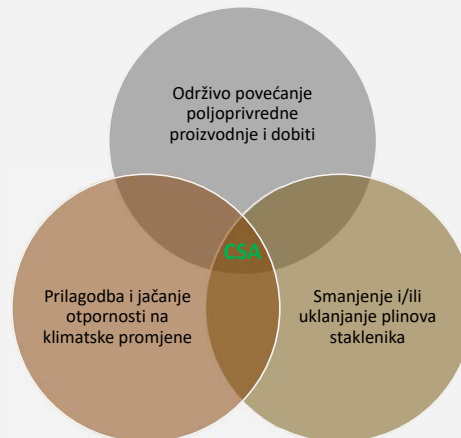 Održivo povećanje
poljoprivredne
proizvodnje i dobiti
CSA
Prilagodba i jačanje
otpornosti na
klimatske promjene
Smanjenje i/ili
uklanjanje plinova
staklenika